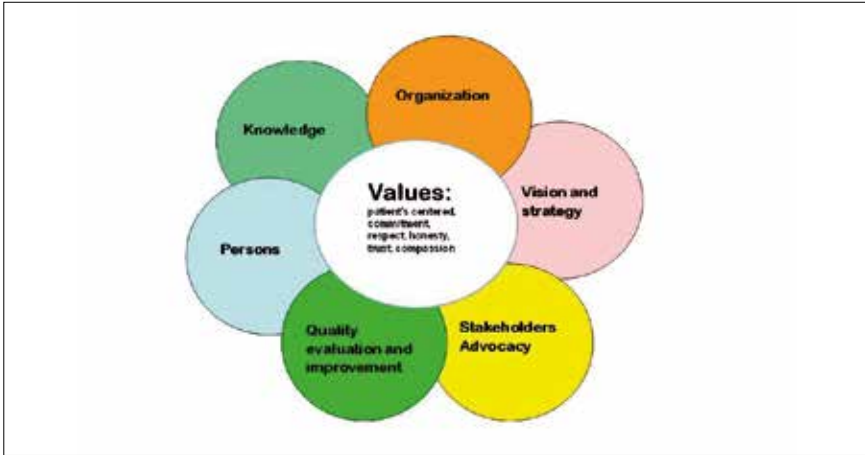 Organization
Knowledge
Values:
patient's centered,
commitment,
respect, honesty,
trust, compassion
Vision and
strategy
Persons
Quality
evaluation and
improvement
Stakeholders
Advocacy